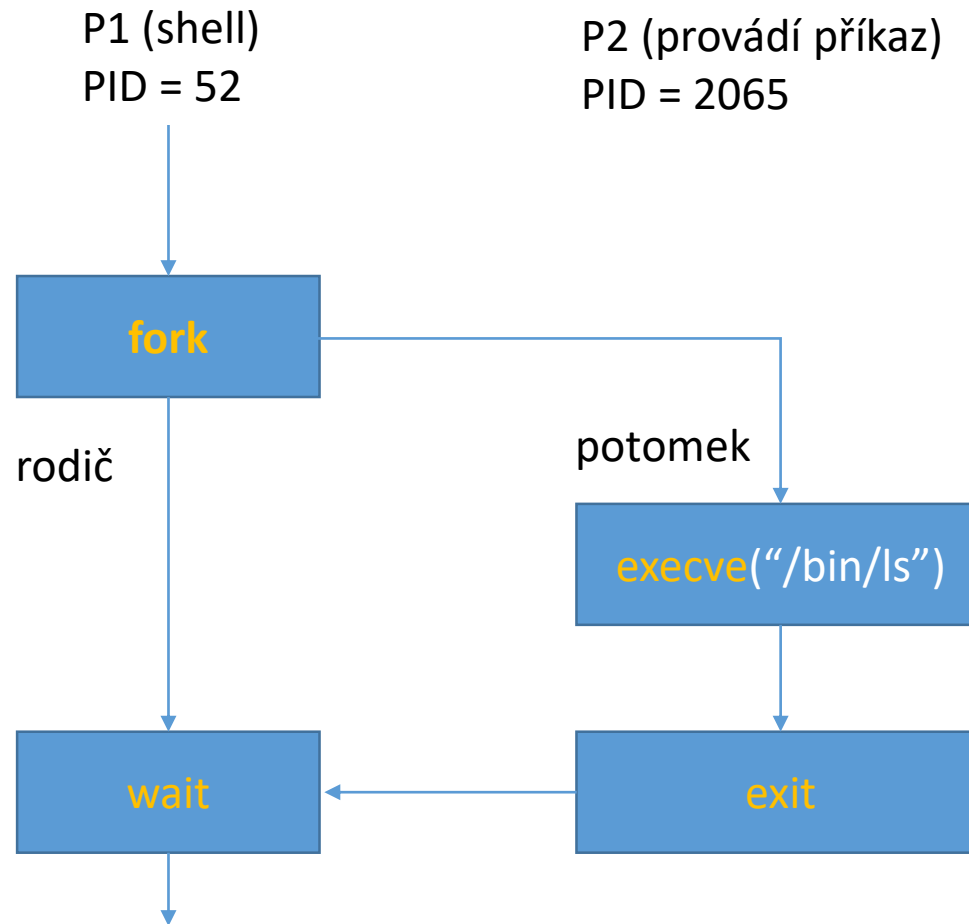 P1 (shell)
PID = 52
P2 (provádí příkaz)
PID = 2065
fork
rodič
potomek
execve(“/bin/ls”)
wait
exit